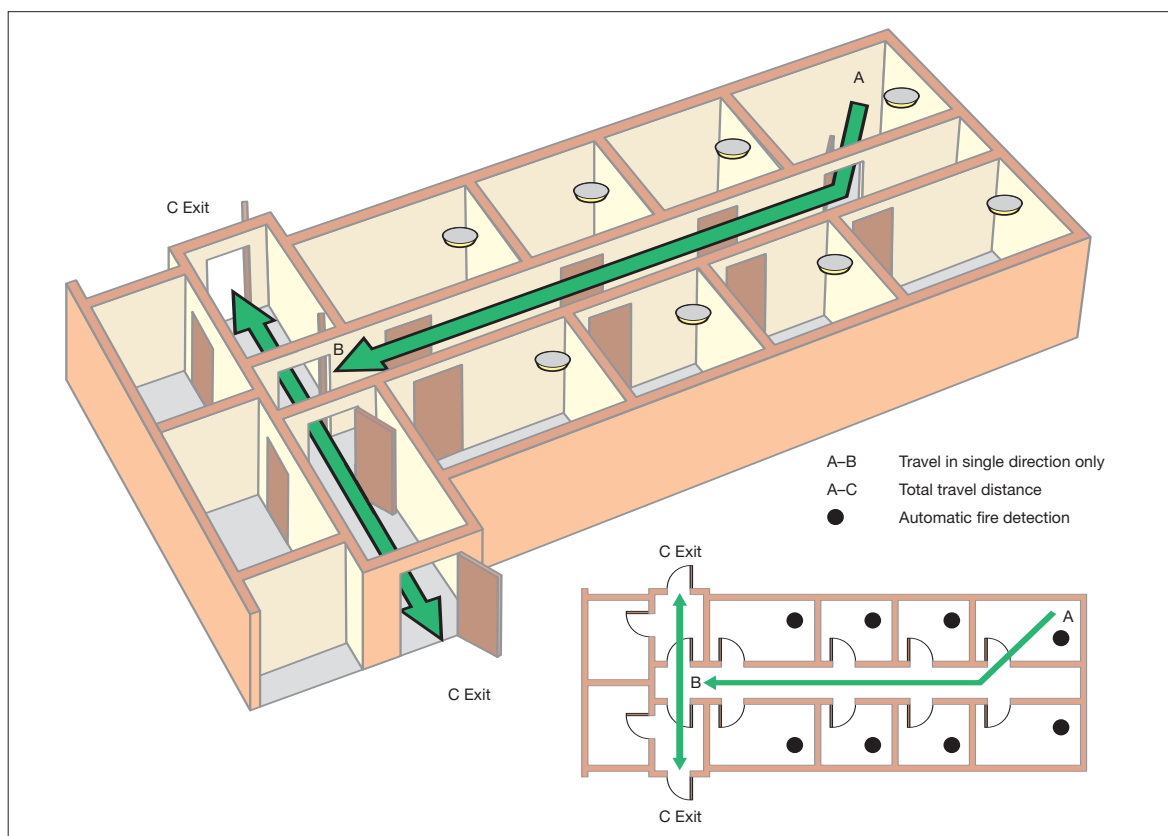 A
C Exit
B
A–B Travel in single direction only
A–C Total travel distance
Automatic fire detection
C Exit
C Exit
A
B
C Exit